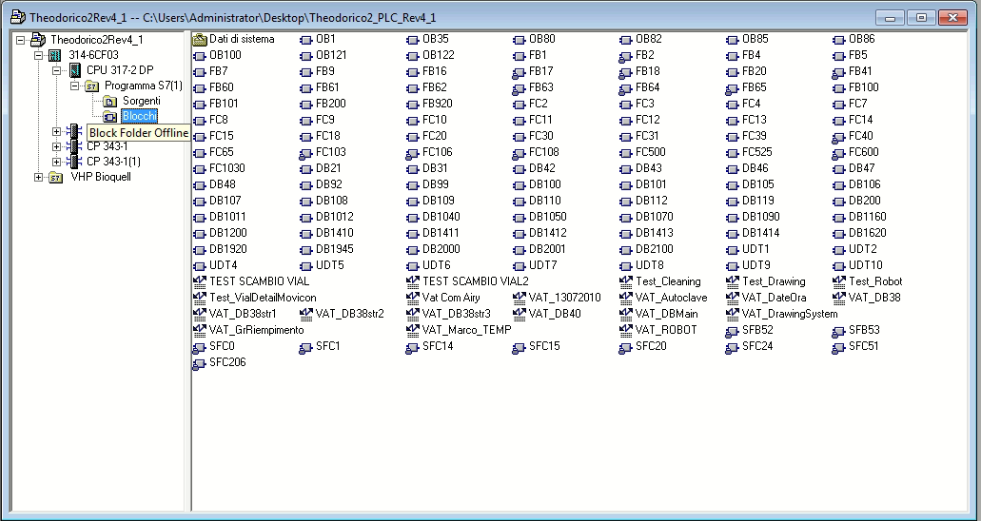 Theodorico2Rev4_1 -- C:\Users\Administrator\Desktop\Theodorico2_PLC_Rev4_1
Theodorico2Rev4_1
314-6CF03
CPU 317-2 DP
Programma S7(1)
Sorgenti
Blocchi
Block Folder Offline
CP 343-1
CP 343-1(1)
VHP Bioquell
Dati di sistema OB1 OB35 OB80 OB82 OB85 OB86
OB100 OB121 OB122 FB1 FB2 FB4 FB5
FB7 FB9 FB16 FB17 FB18 FB20 FB41
FB60 FB61 FB62 FB63 FB64 FB65 FB100
FB101 FB200 FB920 FC2 FC3 FC4 FC7
FC8 FC9 FC10 FC11 FC12 FC13 FC14
FC15 FC18 FC20 FC30 FC31 FC39 FC40
FC65 FC103 FC106 FC108 FC500 FC525 FC600
FC1030 DB21 DB31 DB42 DB43 DB46 DB47
DB48 DB92 DB99 DB100 DB101 DB105 DB106
DB107 DB108 DB109 DB110 DB112 DB119 DB200
DB1011 DB1012 DB1040 DB1050 DB1070 DB1090 DB1160
DB1200 DB1410 DB1411 DB1412 DB1413 DB1414 DB1620
DB1920 DB1945 DB2000 DB2001 DB2100 UDT1 UDT2
UDT4 UDT5 UDT6 UDT7 UDT8 UDT9 UDT10
TEST SCAMBIO VIAL TEST SCAMBIO VIAL2 Test_Cleaning Test_Drawing Test_Robot
Test_VialDetailMovicon Vat Com Airy VAT_13072010 VAT_Autoclave VAT_DateOra VAT_DB38
VAT_DB38str1 VAT_DB38str2 VAT_DB38str3 VAT_DB40 VAT_DBMain VAT_DrawingSystem
VAT_GrRiempimento VAT_Marco_TEMP VAT_ROBOT SFB52 SFB53
SFC0 SFC1 SFC14 SFC15 SFC20 SFC24 SFC51
SFC206